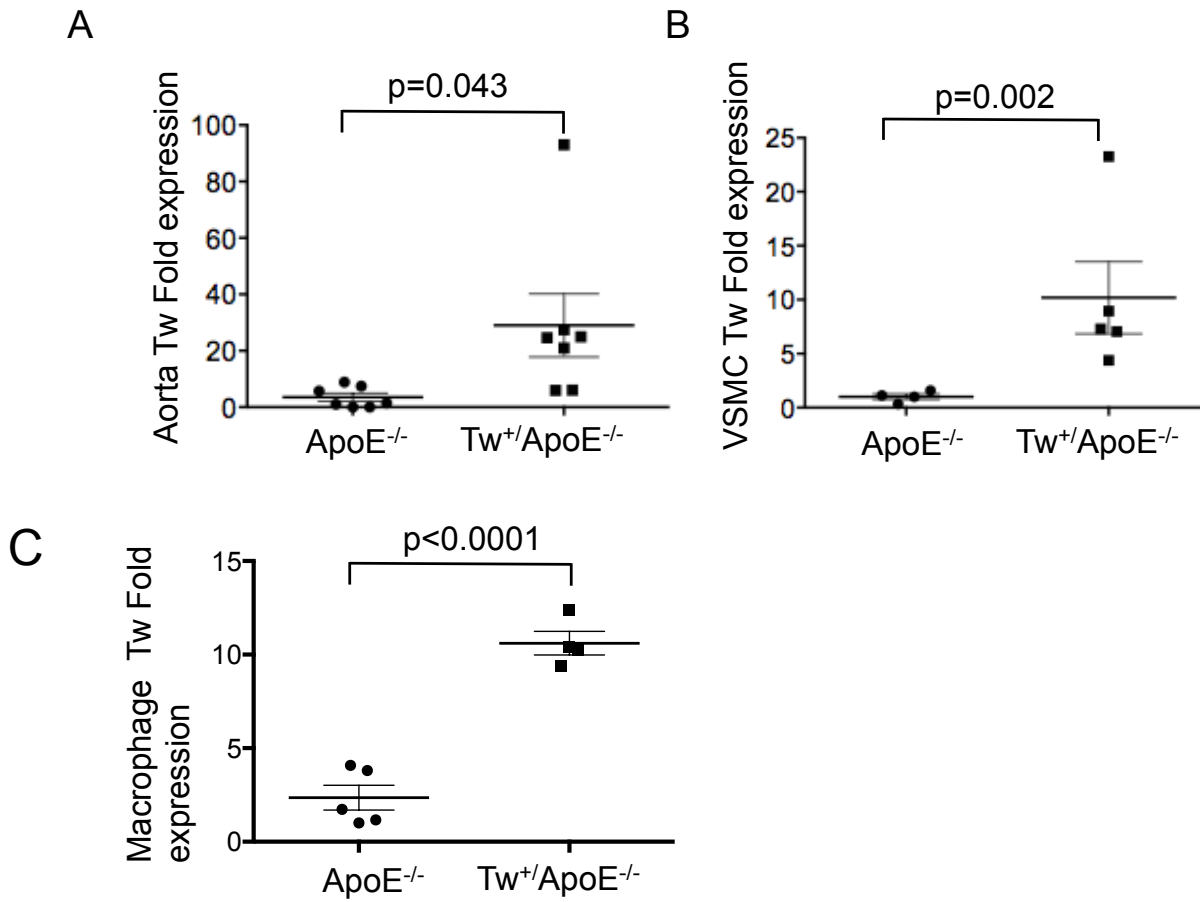 A
p=0.043
Aorta Tw Fold expression
100
80
60
40
20
0
ApoE⁻/⁻
Tw⁺/ApoE⁻/⁻
B
p=0.002
VSMC Tw Fold expression
25
20
15
10
5
0
ApoE⁻/⁻
Tw⁺/ApoE⁻/⁻
C
p<0.0001
Macrophage Tw Fold
expression
15
10
5
0
ApoE⁻/⁻
Tw⁺/ApoE⁻/⁻